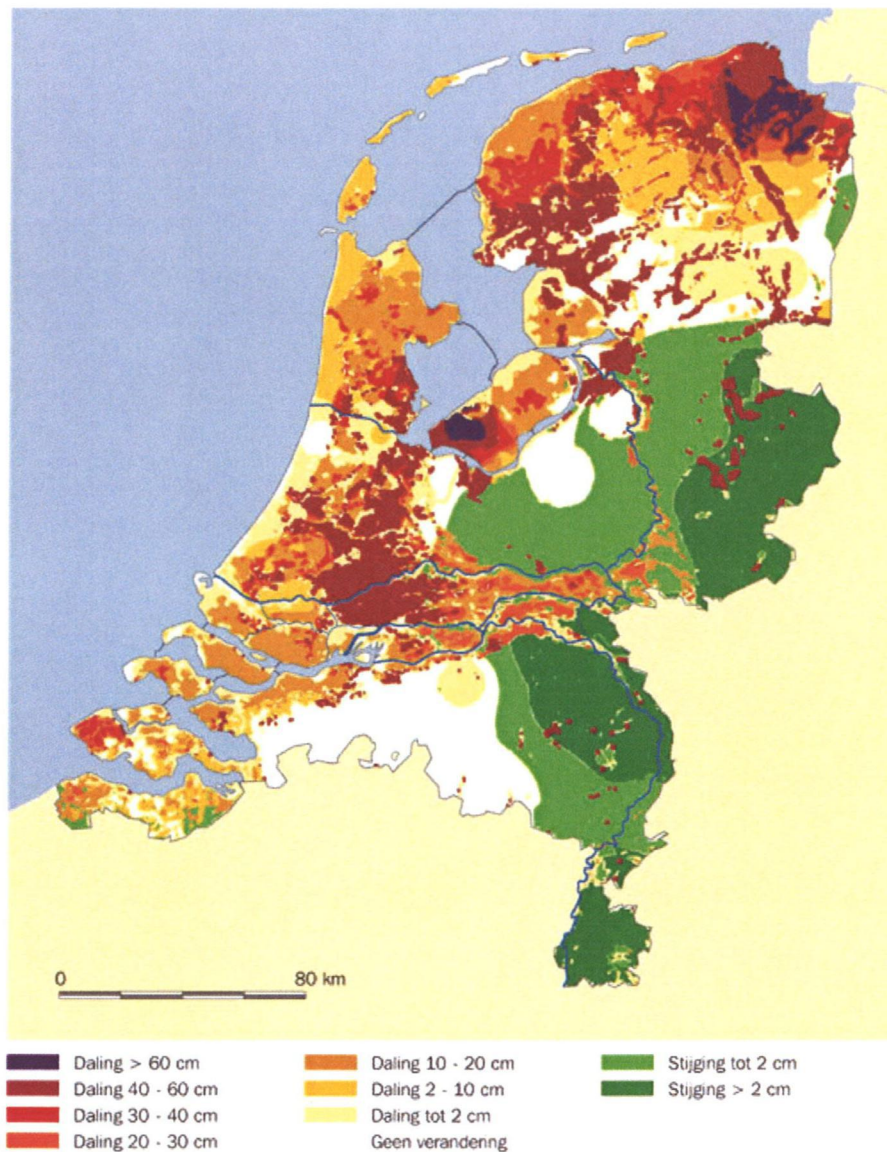 0 80 km
Daling > 60 cm
Daling 40 - 60 cm
Daling 30 - 40 cm
Daling 20 - 30 cm
Daling 10 - 20 cm
Daling 2 - 10 cm
Daling tot 2 cm
Geen verandering
Stijging tot 2 cm
Stijging > 2 cm